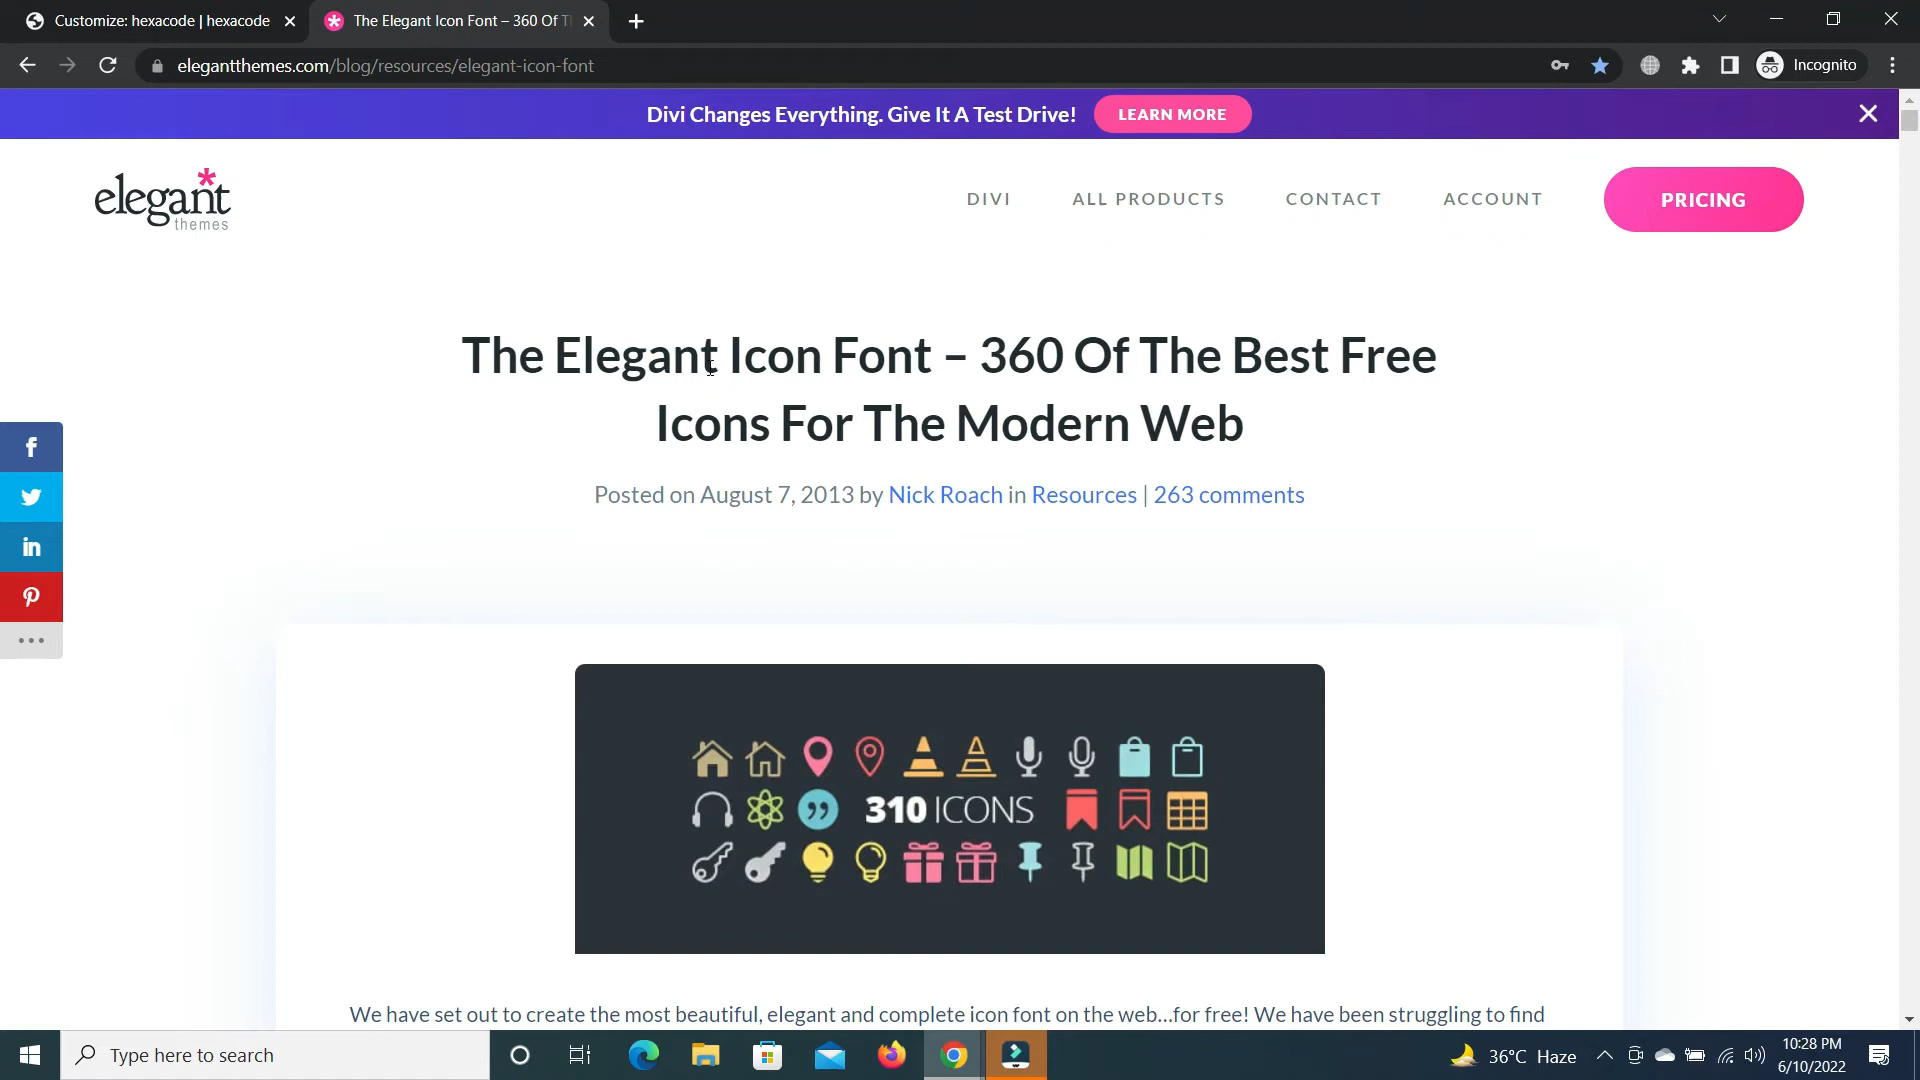 Customize: hexacode | hexacode
The Elegant Icon Font – 360 Of T
elegantthemes.com/blog/resources/elegant-icon-font
Incognito
Divi Changes Everything. Give It A Test Drive!
LEARN MORE
elegant
themes
DIVI
ALL PRODUCTS
CONTACT
ACCOUNT
PRICING
The Elegant Icon Font – 360 Of The Best Free
Icons For The Modern Web
Posted on August 7, 2013 by Nick Roach in Resources | 263 comments
310 ICONS
We have set out to create the most beautiful, elegant and complete icon font on the web...for free! We have been struggling to find
Type here to search
36°C Haze
10:28 PM
6/10/2022